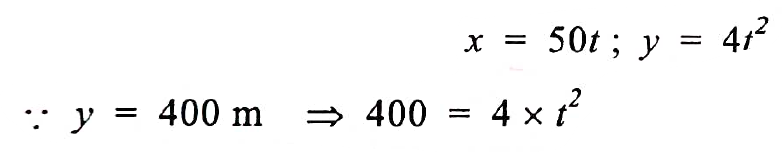 x = 50t ; y = 4t²
∵ y = 400 m ⇒ 400 = 4 × t²